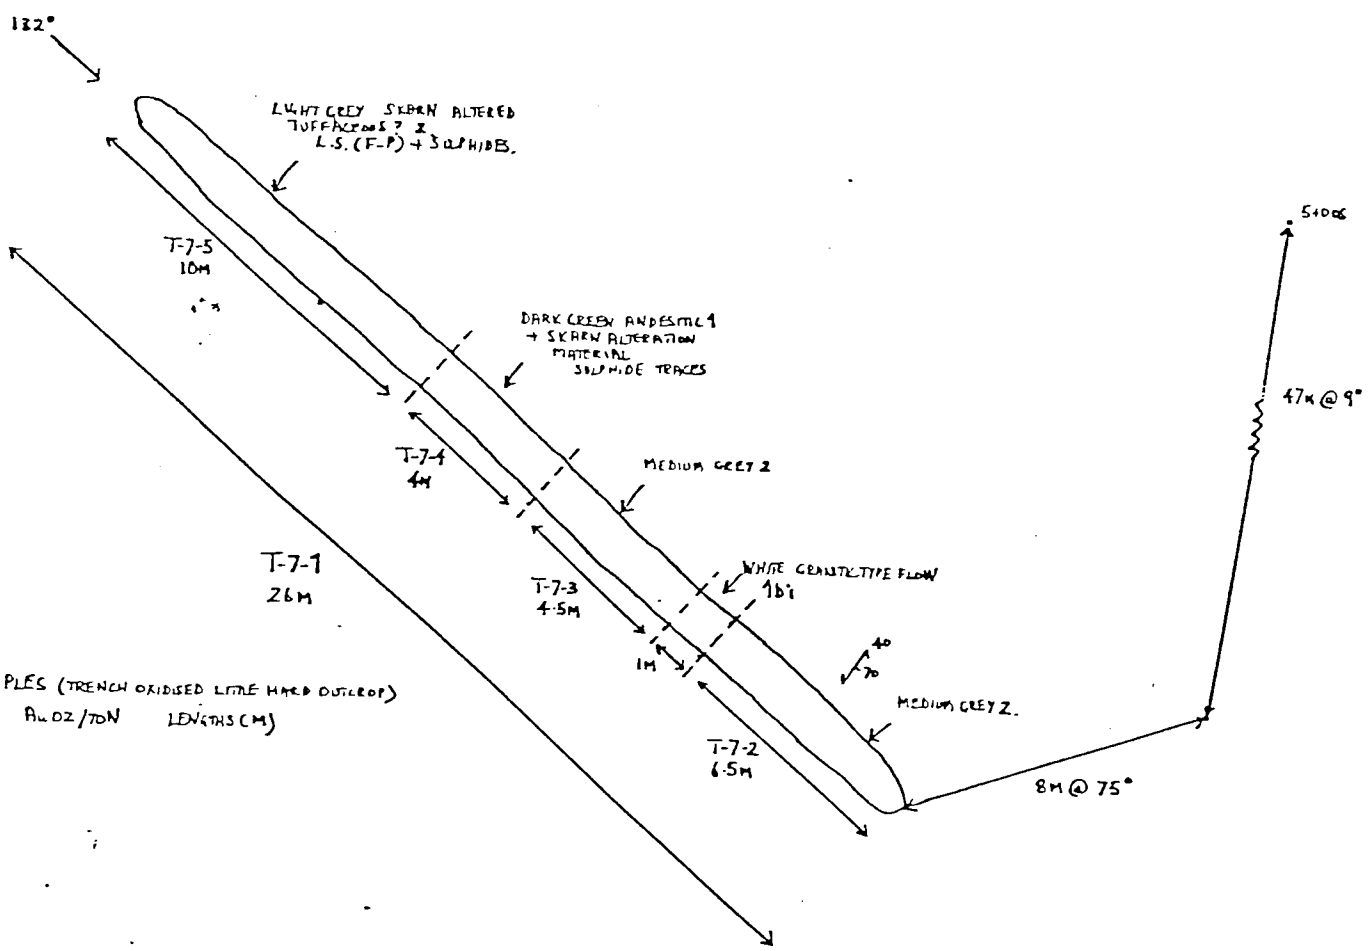 132°
LIGHT GREY SKARN ALTERED
TUFFACEOUS? 2
L.S. (F-P) + SULPHIDES.
5+00S
T-7-5
10M
DARK GREEN ANDESITIC 1
+ SKARN ALTERATION
MATERIAL
SULPHIDE TRACES
47M @ 9°
T-7-4
4M
MEDIUM GREY 2
T-7-1
26M
WHITE GRANITIC TYPE FLOW
1bi
T-7-3
4.5M
1M
40
70
PLES (TRENCH OXIDISED LITTLE HARD OUTCROP)
Au OZ/TON LENGTHS (M)
MEDIUM GREY 2.
T-7-2
6.5M
8M @ 75°